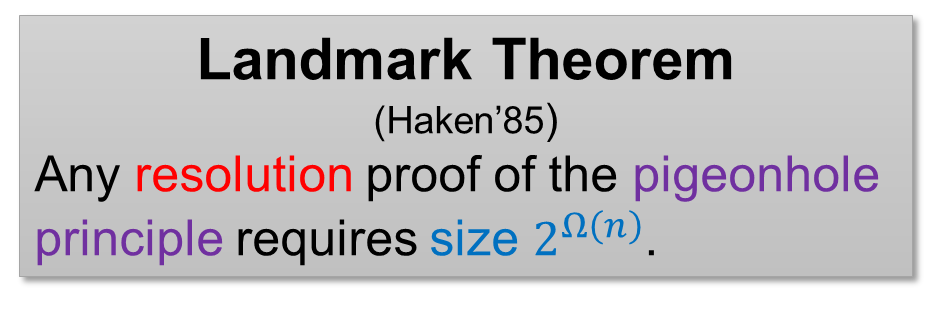 Landmark Theorem
(Haken’85)
Any resolution proof of the pigeonhole
principle requires size 2^Ω(n).